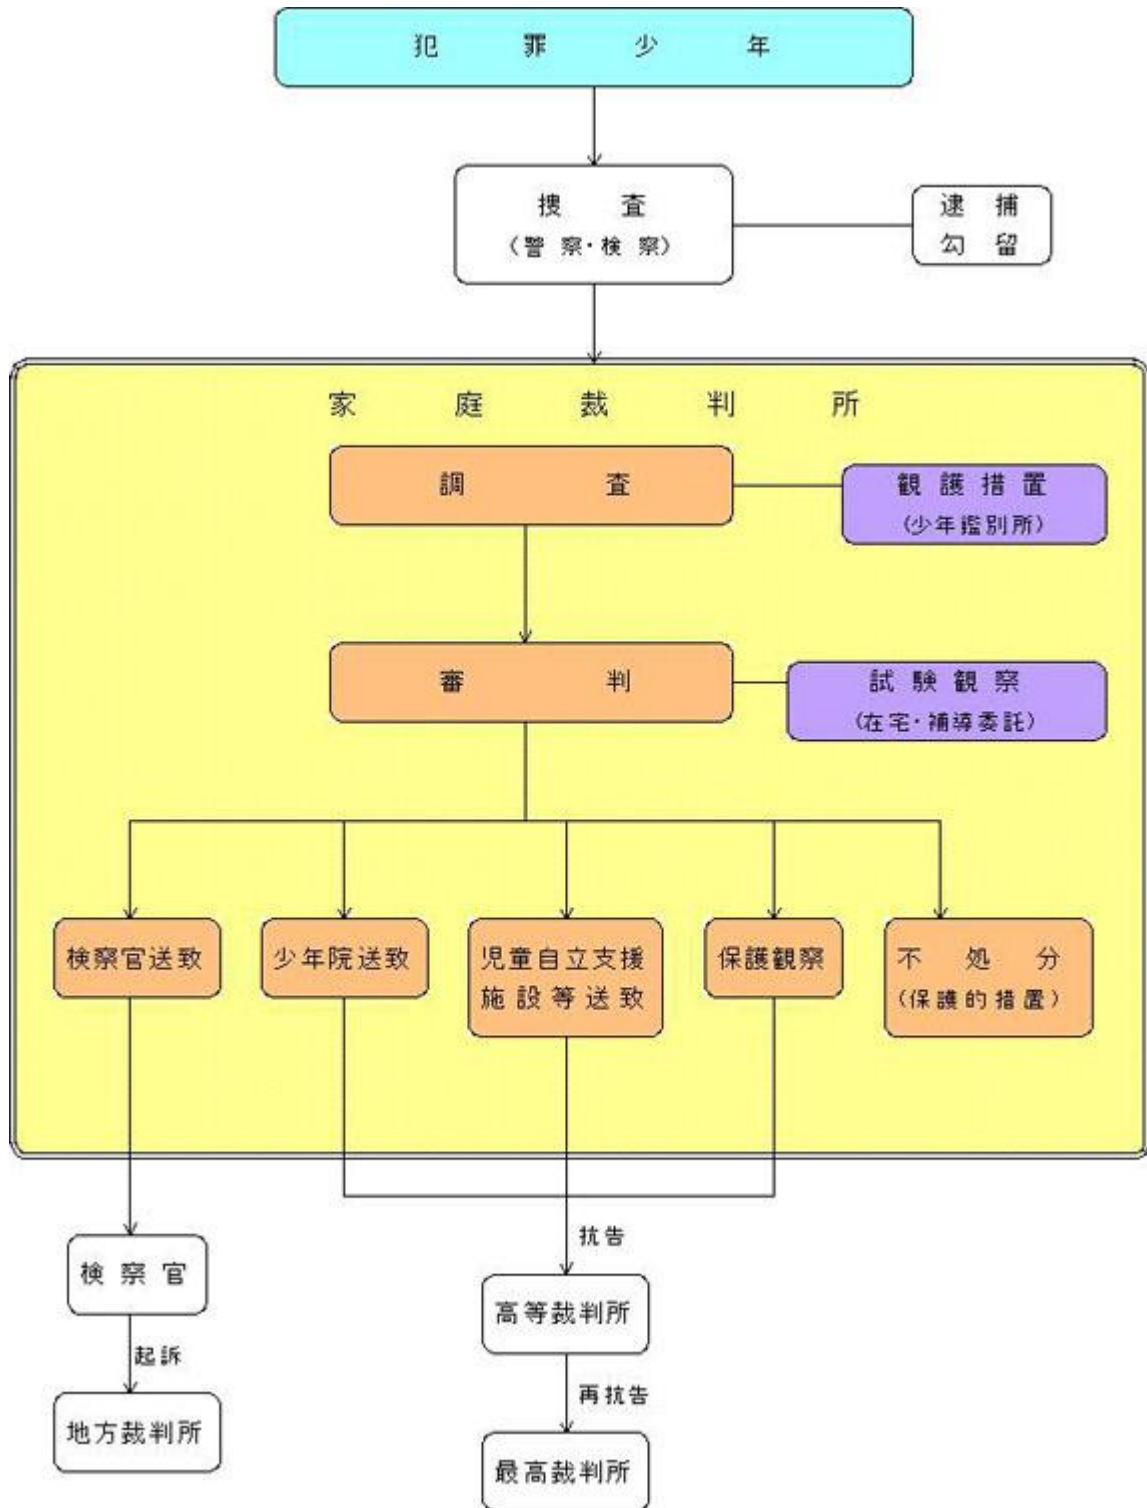 犯罪少年
捜査
(警察・検察)
逮捕
勾留
家庭裁判所
調査
観護措置
(少年鑑別所)
審判
試験観察
(在宅・補導委託)
検察官送致
少年院送致
児童自立支援
施設等送致
保護観察
不処分
(保護的措置)
抗告
検察官
高等裁判所
起訴
再抗告
地方裁判所
最高裁判所